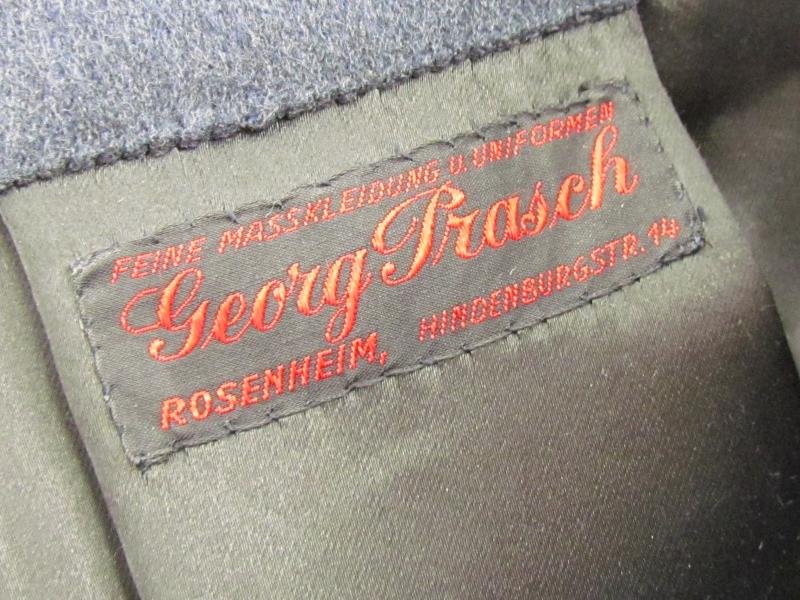 FEINE MASSKLEIDUNG U. UNIFORMEN
Georg Prasch
ROSENHEIM, HINDENBURGSTR. 14